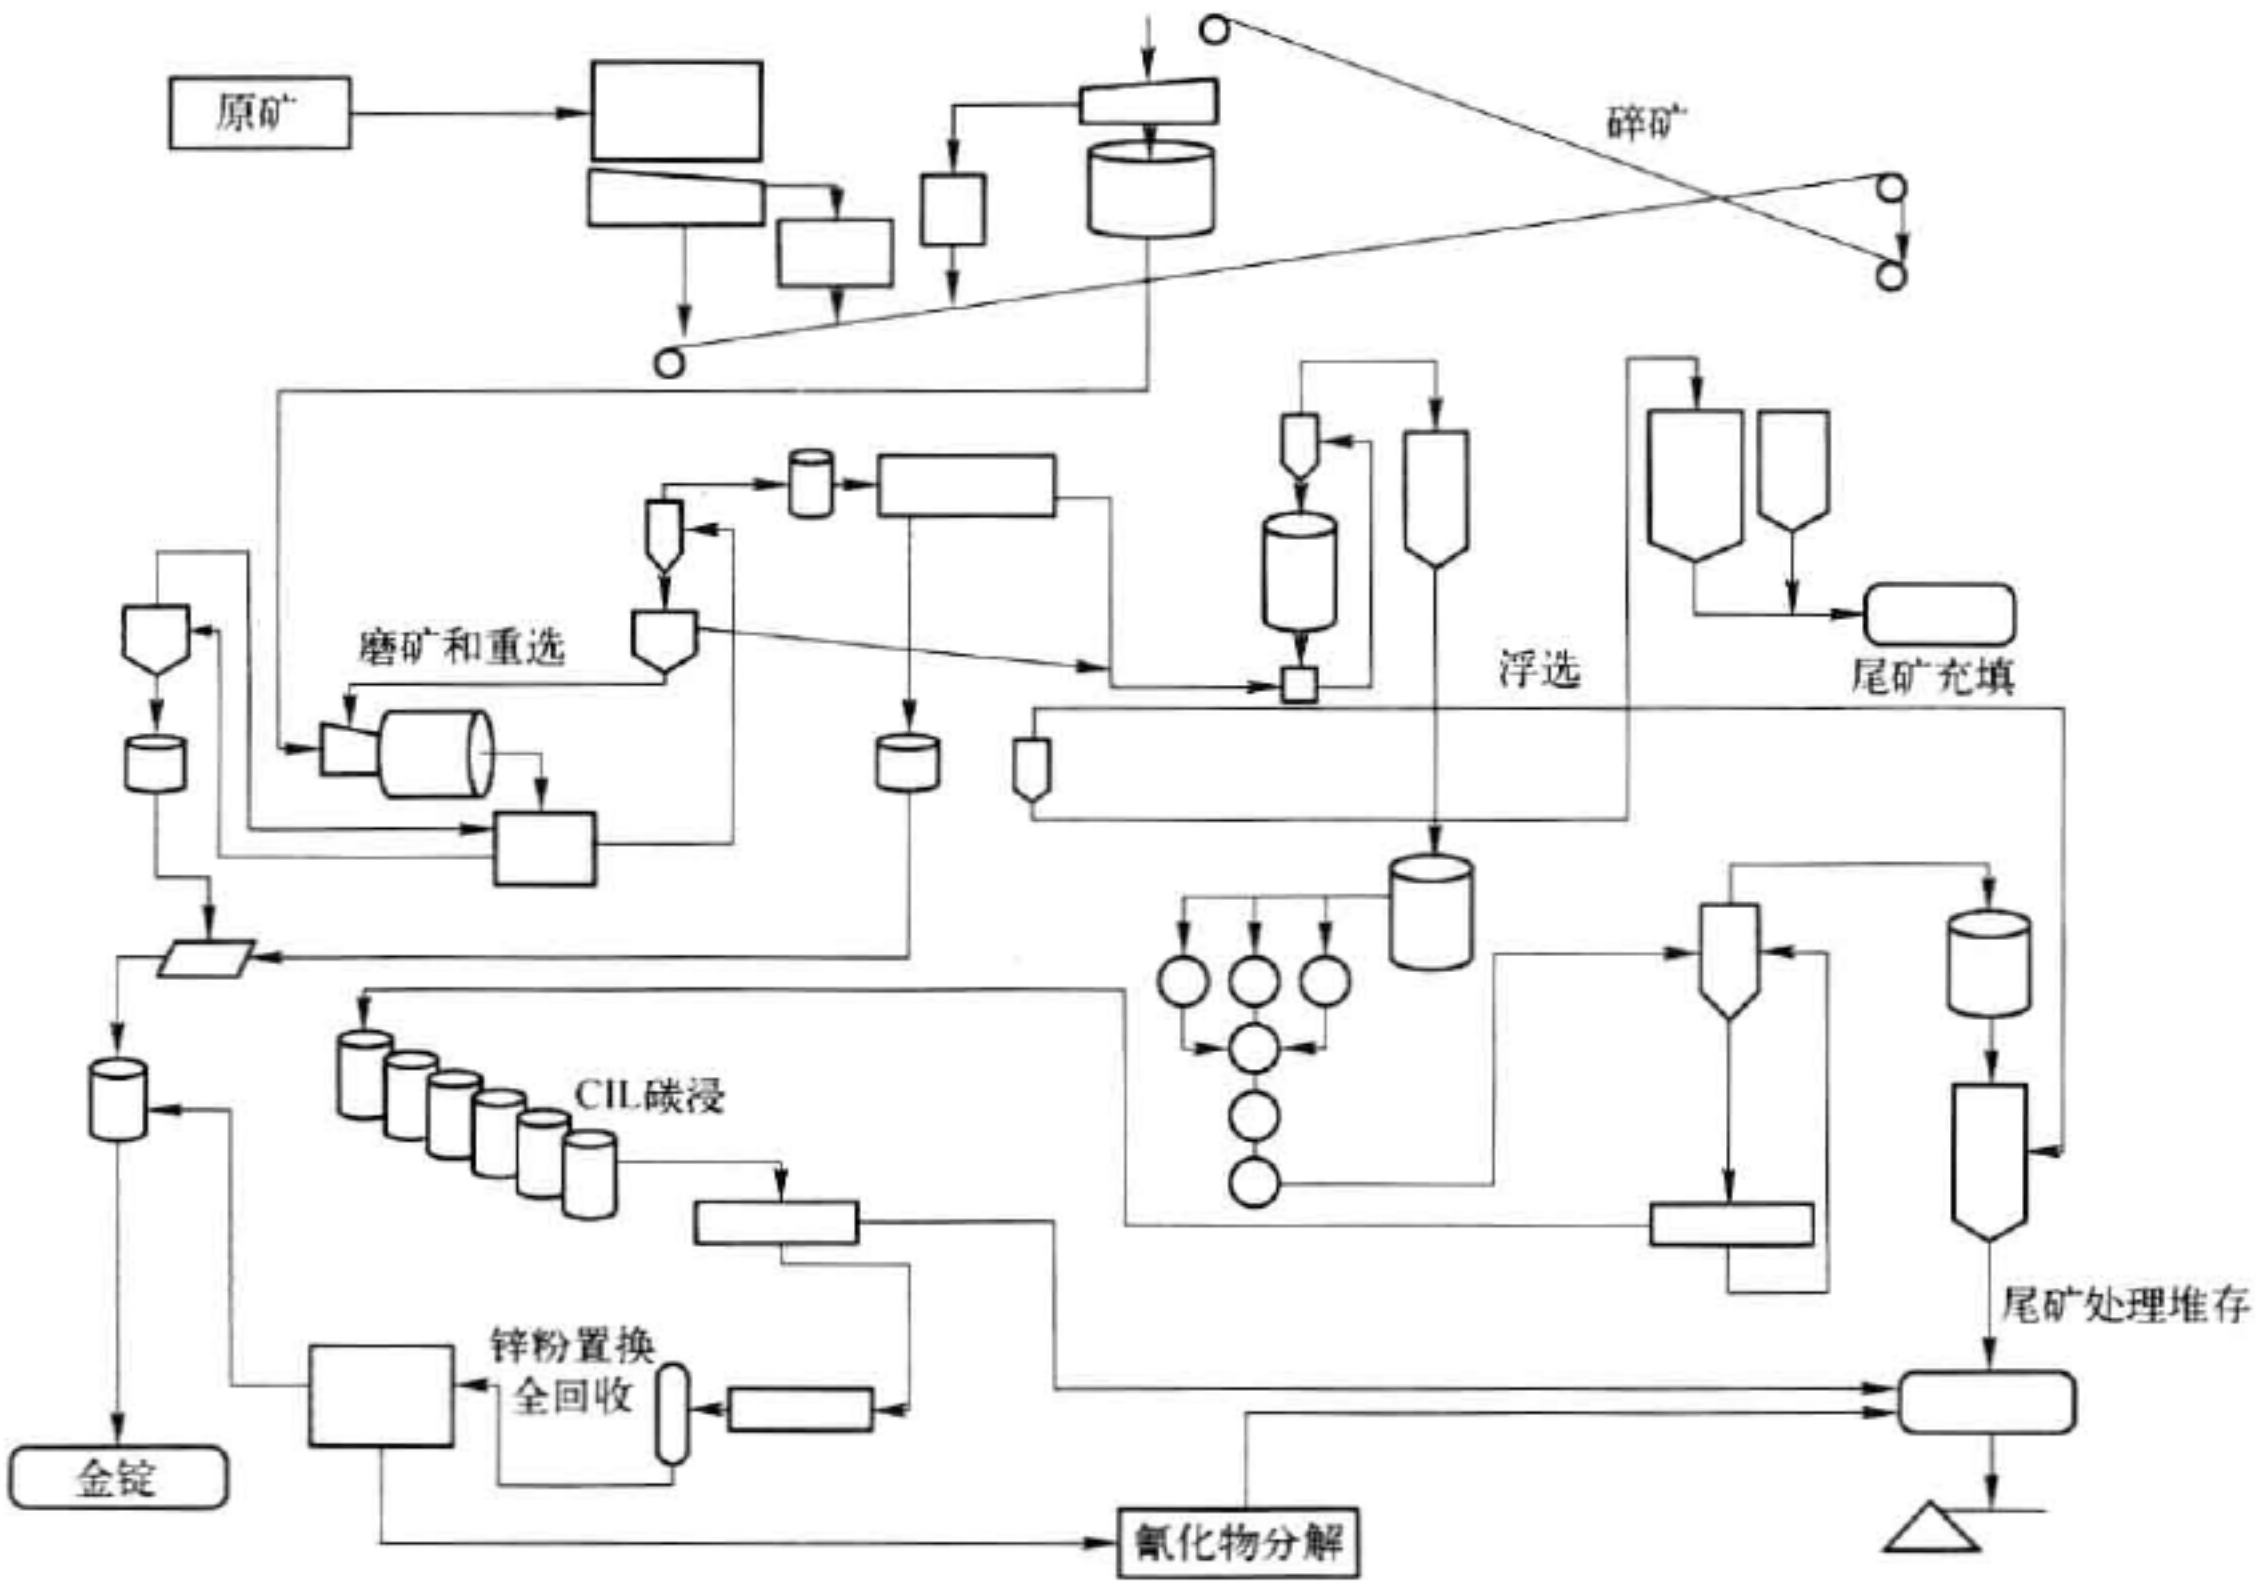 原矿
碎矿
磨矿和重选
浮选
尾矿充填
CIL碳浸
尾矿处理堆存
锌粉置换
全回收
金锭
氰化物分解